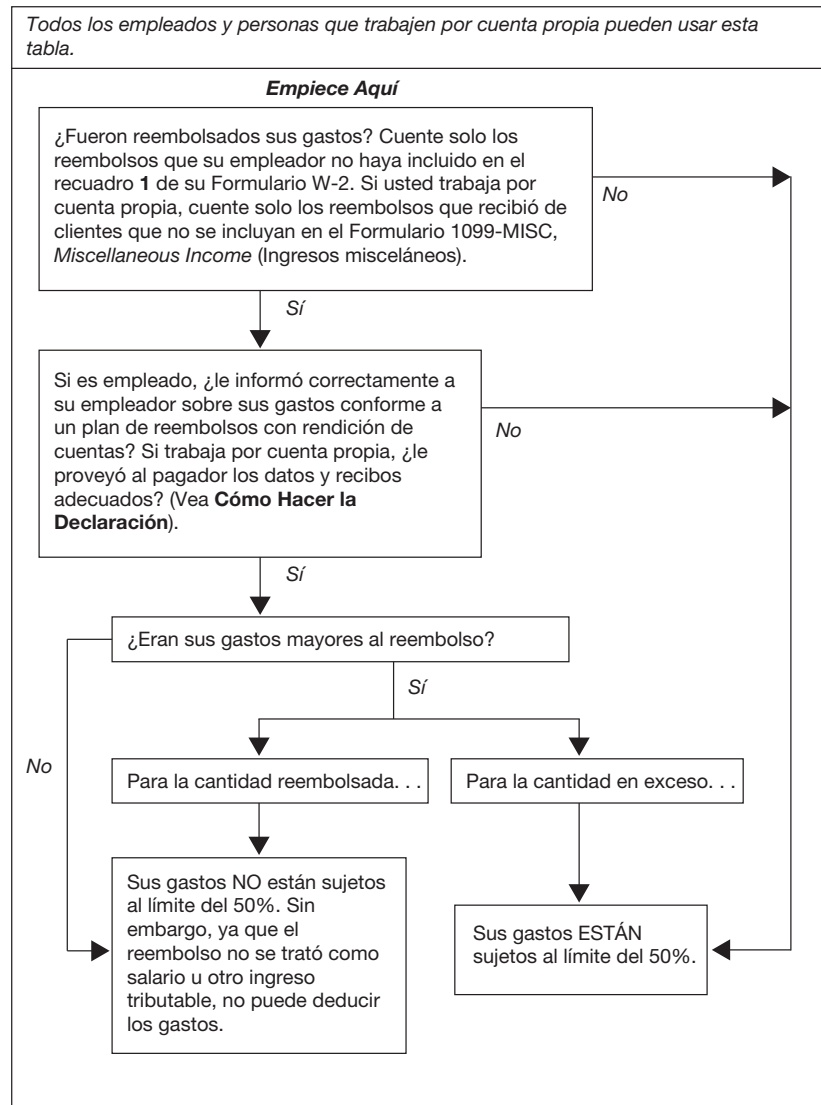 Todos los empleados y personas que trabajen por cuenta propia pueden usar esta
tabla.
Empiece Aquí
¿Fueron reembolsados sus gastos? Cuente solo los
reembolsos que su empleador no haya incluido en el
recuadro 1 de su Formulario W-2. Si usted trabaja por
cuenta propia, cuente solo los reembolsos que recibió de
clientes que no se incluyan en el Formulario 1099-MISC,
Miscellaneous Income (Ingresos misceláneos).
No
Sí
Si es empleado, ¿le informó correctamente a
su empleador sobre sus gastos conforme a
un plan de reembolsos con rendición de
cuentas? Si trabaja por cuenta propia, ¿le
proveyó al pagador los datos y recibos
adecuados? (Vea Cómo Hacer la
Declaración).
No
Sí
¿Eran sus gastos mayores al reembolso?
Sí
No
Para la cantidad reembolsada. . .
Para la cantidad en exceso. . .
Sus gastos NO están sujetos
al límite del 50%. Sin
embargo, ya que el
reembolso no se trató como
salario u otro ingreso
tributable, no puede deducir
los gastos.
Sus gastos ESTÁN
sujetos al límite del 50%.